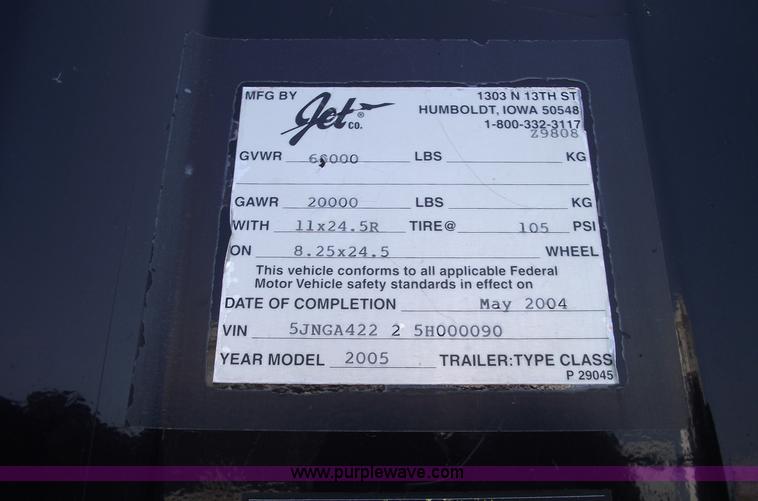 MFG BY Jet® CO. 1303 N 13TH ST
HUMBOLDT, IOWA 50548
1-800-332-3117
Z9808
GVWR 66000 LBS KG
GAWR 20000 LBS KG
WITH 11x24.5R TIRE@ 105 PSI
ON 8.25x24.5 WHEEL
This vehicle conforms to all applicable Federal
Motor Vehicle safety standards in effect on
DATE OF COMPLETION May 2004
VIN 5JNGA422 2 5H000090
YEAR MODEL 2005 TRAILER:TYPE CLASS
P 29045
www.purplewave.com